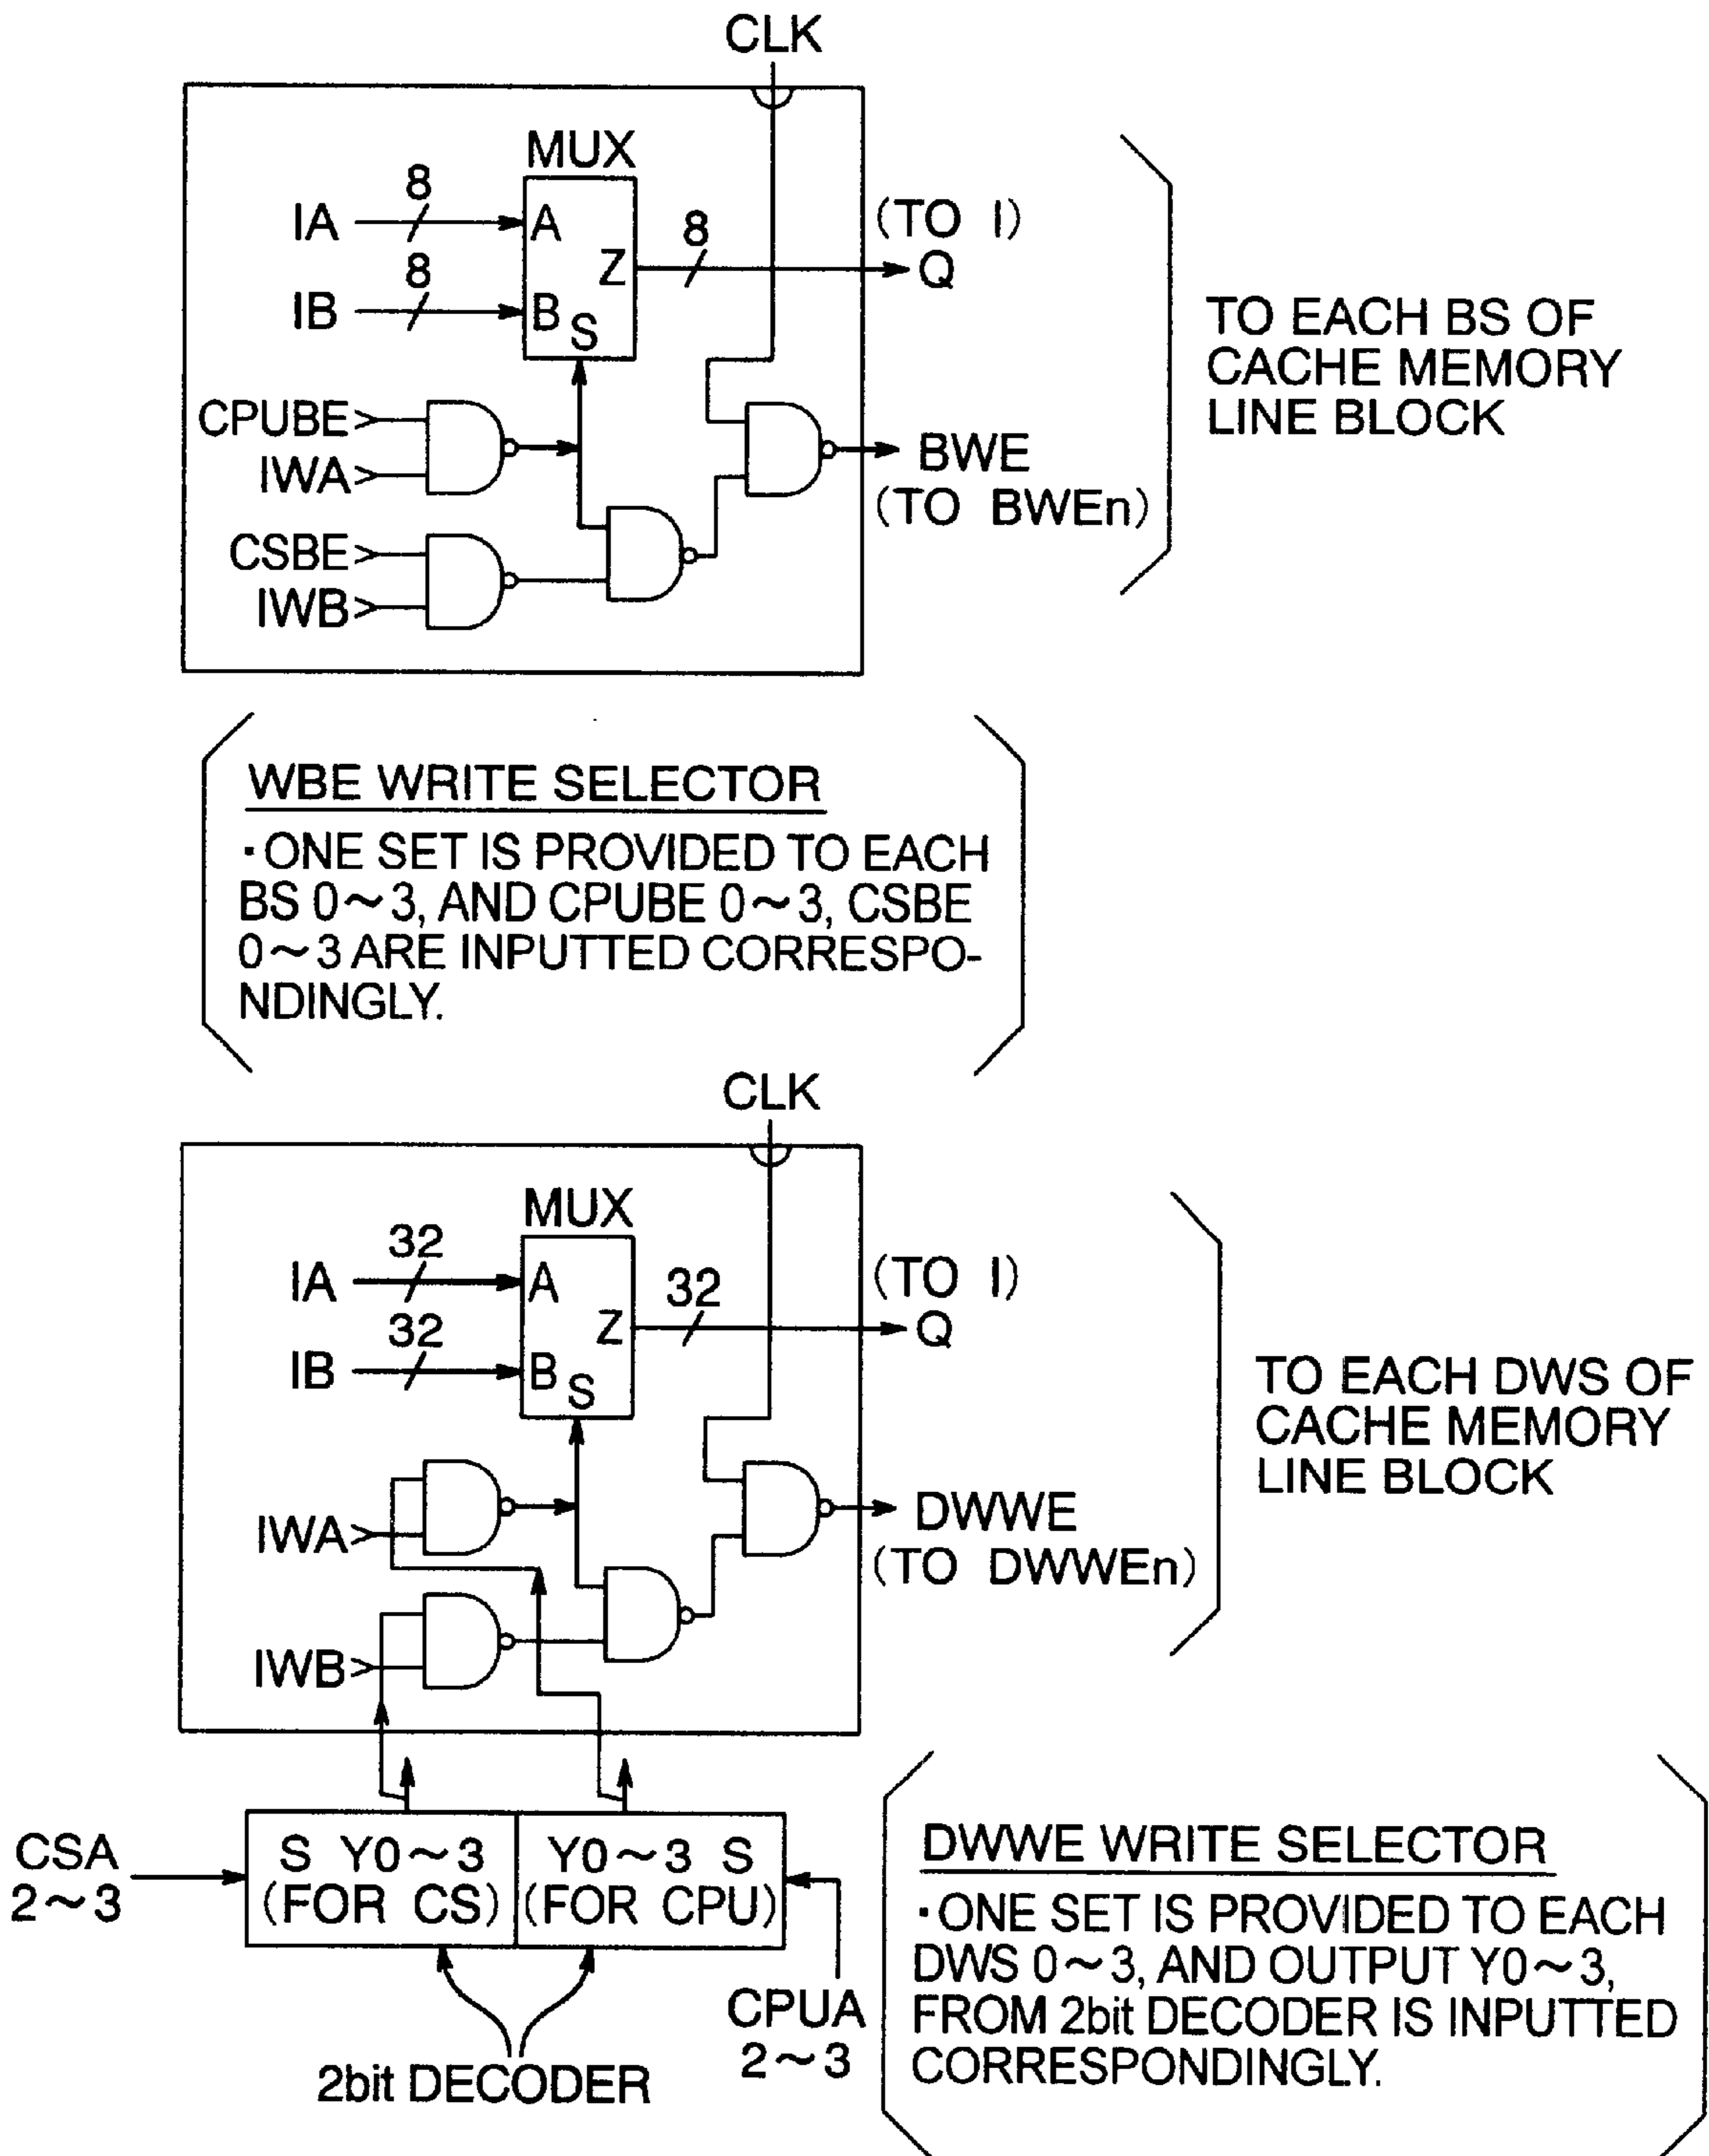 CLK
MUX
IA 8 A
IB 8 B
Z 8
S
(TO I)
Q
CPUBE
IWA
CSBE
IWB
BWE
(TO BWEn)
TO EACH BS OF
CACHE MEMORY
LINE BLOCK
WBE WRITE SELECTOR
·ONE SET IS PROVIDED TO EACH
BS 0~3, AND CPUBE 0~3, CSBE
0~3 ARE INPUTTED CORRESPO-
NDINGLY.
CLK
MUX
IA 32 A
IB 32 B
Z 32
S
(TO I)
Q
IWA
IWB
DWWE
(TO DWWEn)
TO EACH DWS OF
CACHE MEMORY
LINE BLOCK
CSA
2~3
S Y0~3
(FOR CS)
Y0~3 S
(FOR CPU)
CPUA
2~3
2bit DECODER
DWWE WRITE SELECTOR
·ONE SET IS PROVIDED TO EACH
DWS 0~3, AND OUTPUT Y0~3,
FROM 2bit DECODER IS INPUTTED
CORRESPONDINGLY.